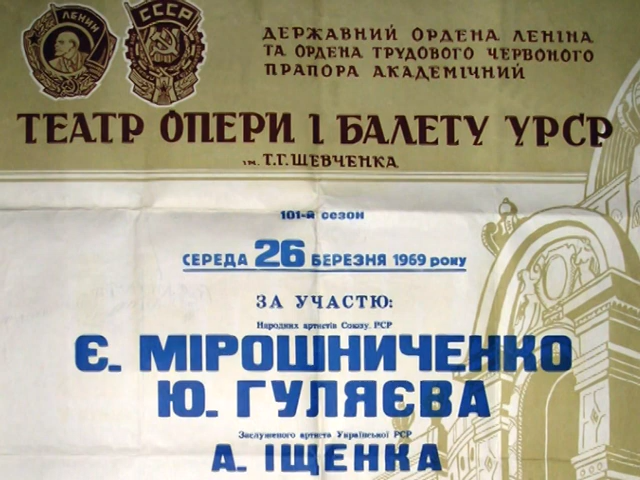 ЛЕНИН
СССР
ДЕРЖАВНИЙ ОРДЕНА ЛЕНІНА
ТА ОРДЕНА ТРУДОВОГО ЧЕРВОНОГО
ПРАПОРА АКАДЕМІЧНИЙ
ТЕАТР ОПЕРИ І БАЛЕТУ УРСР
ім. Т.Г. ШЕВЧЕНКА
101-й сезон
СЕРЕДА 26 БЕРЕЗНЯ 1969 року
ЗА УЧАСТЮ:
Народних артистів Союзу РСР
Є. МІРОШНИЧЕНКО
Ю. ГУЛЯЄВА
Заслуженого артиста Української РСР
А. ІЩЕНКА